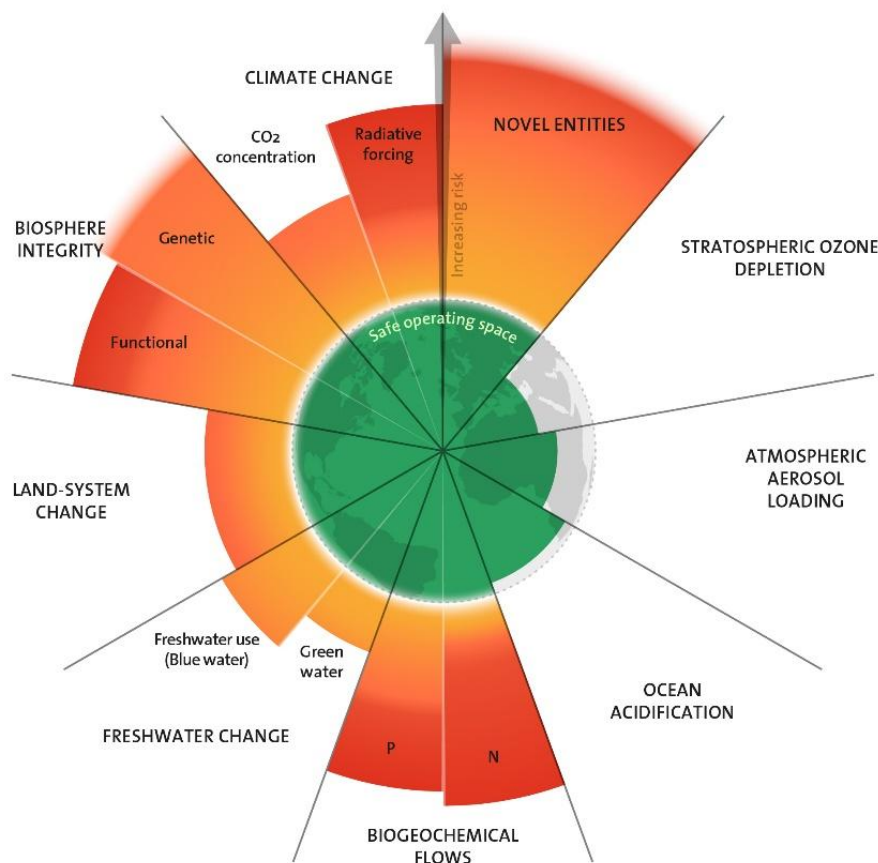 CLIMATE CHANGE
CO2
concentration
Radiative
forcing
Increasing risk
NOVEL ENTITIES
STRATOSPHERIC OZONE
DEPLETION
BIOSPHERE
INTEGRITY
Genetic
Functional
Safe operating space
ATMOSPHERIC
AEROSOL
LOADING
LAND-SYSTEM
CHANGE
Freshwater use
(Blue water)
Green
water
FRESHWATER CHANGE
OCEAN
ACIDIFICATION
P
N
BIOGEOCHEMICAL
FLOWS